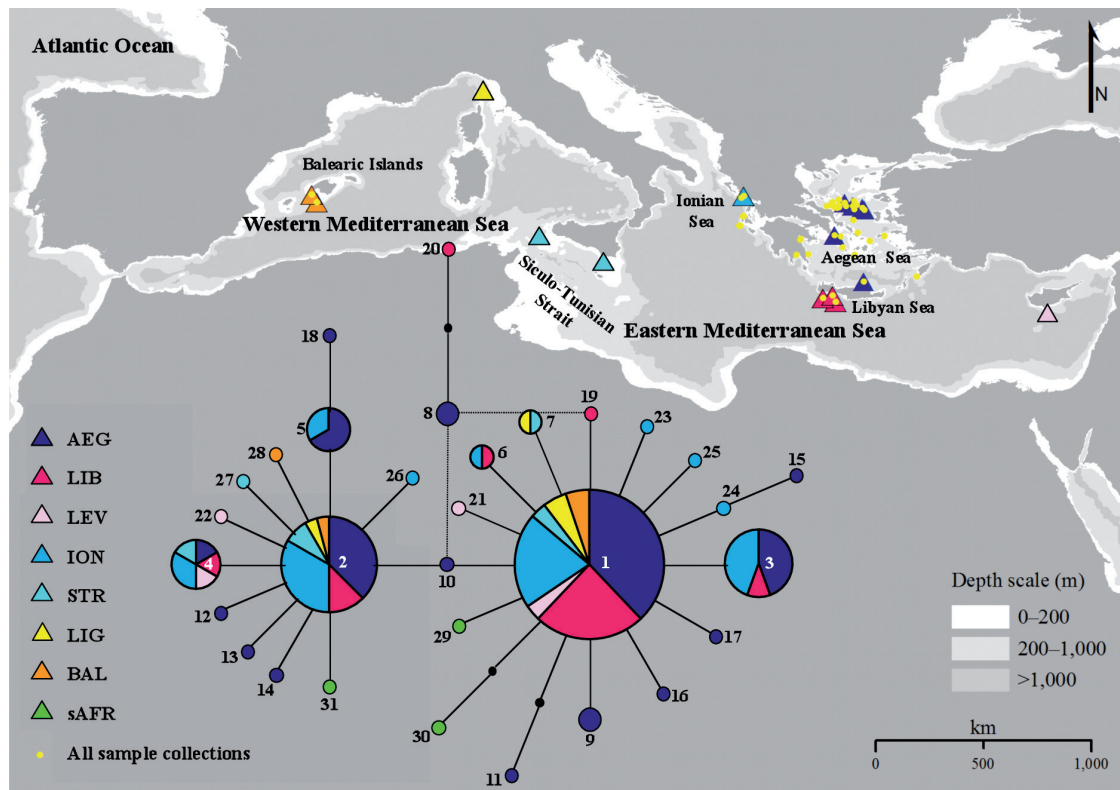 Atlantic Ocean
N
Balearic Islands
Western Mediterranean Sea
Ionian
Sea
Aegean Sea
Siculo-Tunisian
Strait
Libyan Sea
Eastern Mediterranean Sea
20
18
8
19
23
5
7
28
6
25
15
26
27
21
24
22
4
2
1
3
10
12
29
17
13
14
16
31
30
9
11
AEG
LIB
LEV
ION
STR
LIG
BAL
sAFR
All sample collections
Depth scale (m)
0–200
200–1,000
>1,000
km
0 500 1,000